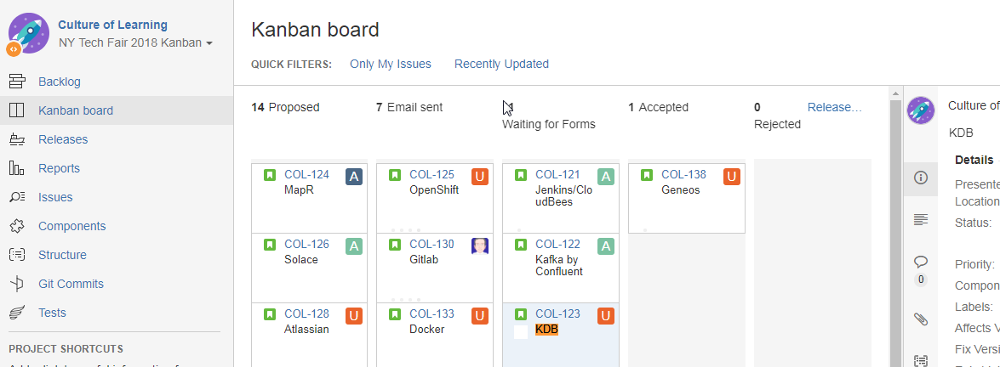 Culture of Learning
NY Tech Fair 2018 Kanban
Backlog
Kanban board
Releases
Reports
Issues
Components
Structure
Git Commits
Tests
PROJECT SHORTCUTS
Kanban board
QUICK FILTERS: Only My Issues Recently Updated
14 Proposed
7 Email sent
Waiting for Forms
1 Accepted
0
Rejected
Release…
COL-124 A
MapR
COL-126 A
Solace
COL-128 U
Atlassian
COL-125 U
OpenShift
COL-130
Gitlab
COL-133 U
Docker
COL-121 A
Jenkins/Clo
udBees
COL-122 A
Kafka by
Confluent
COL-123 U
KDB
COL-138 U
Geneos
Culture of
KDB
Details
Presente
Location
Status:
Priority:
Compon
Labels:
Affects V
Fix Versi
0